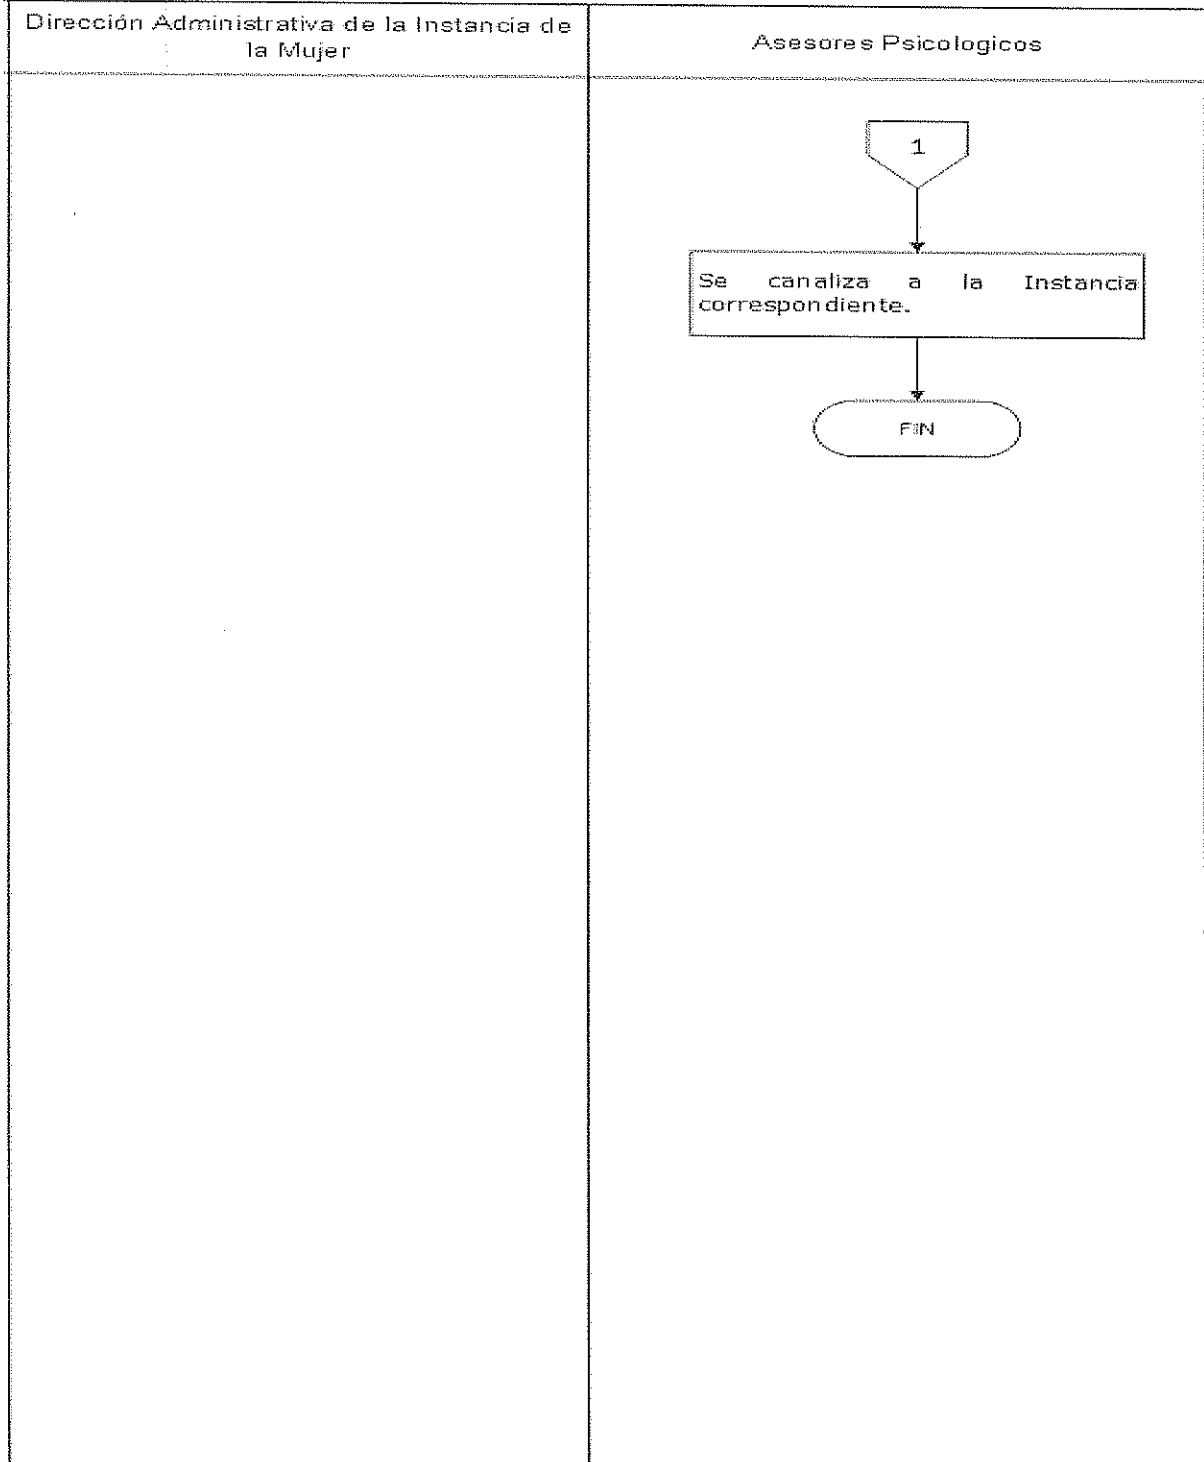 Dirección Administrativa de la Instancia de
la Mujer
Asesores Psicologicos
1
Se canaliza a la Instancia
correspondiente.
FIN